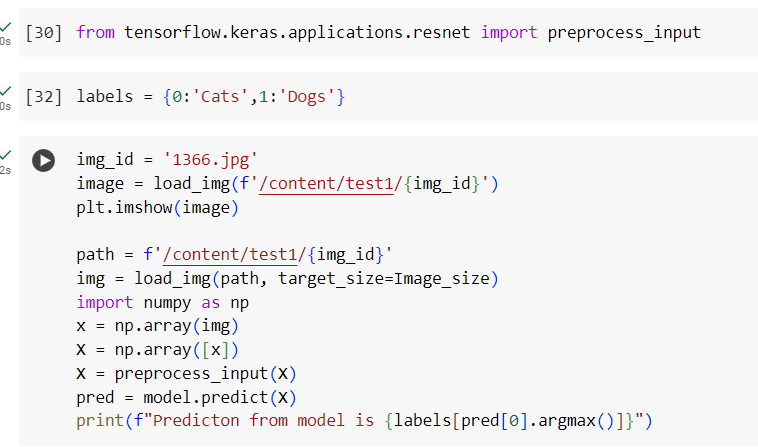 [30] from tensorflow.keras.applications.resnet import preprocess_input
0s
[32] labels = {0:'Cats',1:'Dogs'}
0s
img_id = '1366.jpg'
2s
image = load_img(f'/content/test1/{img_id}')
plt.imshow(image)
path = f'/content/test1/{img_id}'
img = load_img(path, target_size=Image_size)
import numpy as np
x = np.array(img)
X = np.array([x])
X = preprocess_input(X)
pred = model.predict(X)
print(f"Predicton from model is {labels[pred[0].argmax()]}")